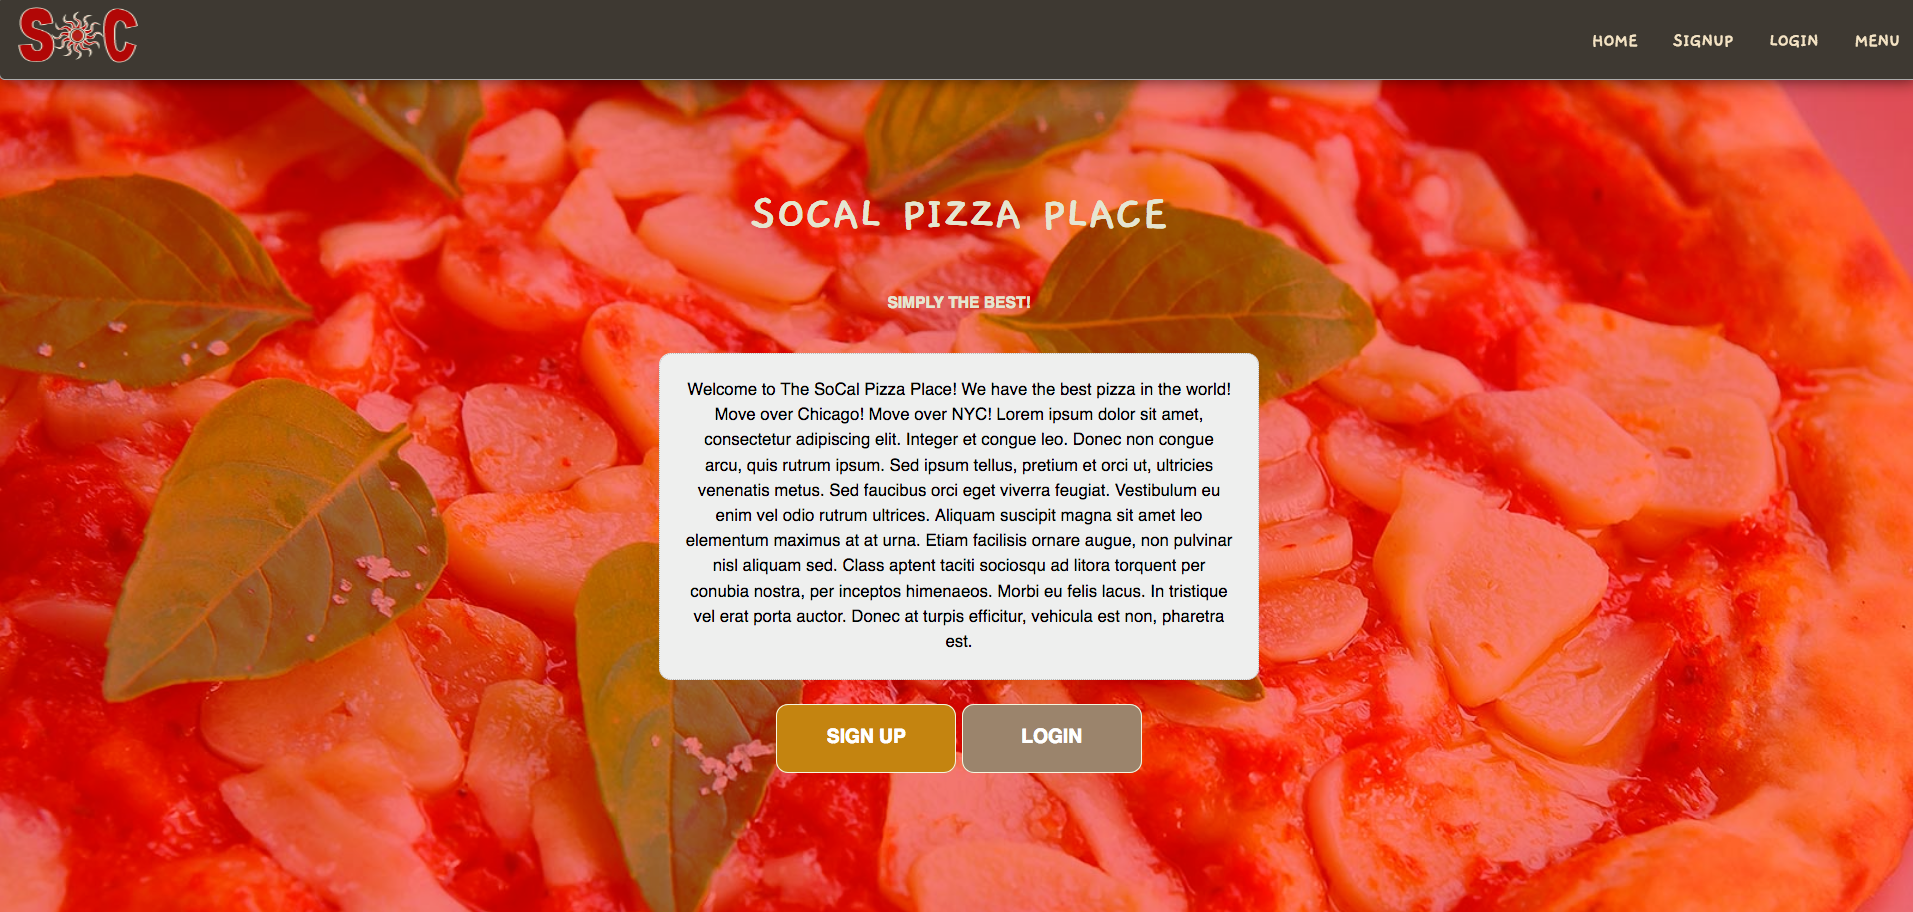 SOC
HOME SIGNUP LOGIN MENU
SOCAL PIZZA PLACE
SIMPLY THE BEST!
Welcome to The SoCal Pizza Place! We have the best pizza in the world!
Move over Chicago! Move over NYC! Lorem ipsum dolor sit amet,
consectetur adipiscing elit. Integer et congue leo. Donec non congue
arcu, quis rutrum ipsum. Sed ipsum tellus, pretium et orci ut, ultricies
venenatis metus. Sed faucibus orci eget viverra feugiat. Vestibulum eu
enim vel odio rutrum ultrices. Aliquam suscipit magna sit amet leo
elementum maximus at at urna. Etiam facilisis ornare augue, non pulvinar
nisl aliquam sed. Class aptent taciti sociosqu ad litora torquent per
conubia nostra, per inceptos himenaeos. Morbi eu felis lacus. In tristique
vel erat porta auctor. Donec at turpis efficitur, vehicula est non, pharetra
est.
SIGN UP LOGIN